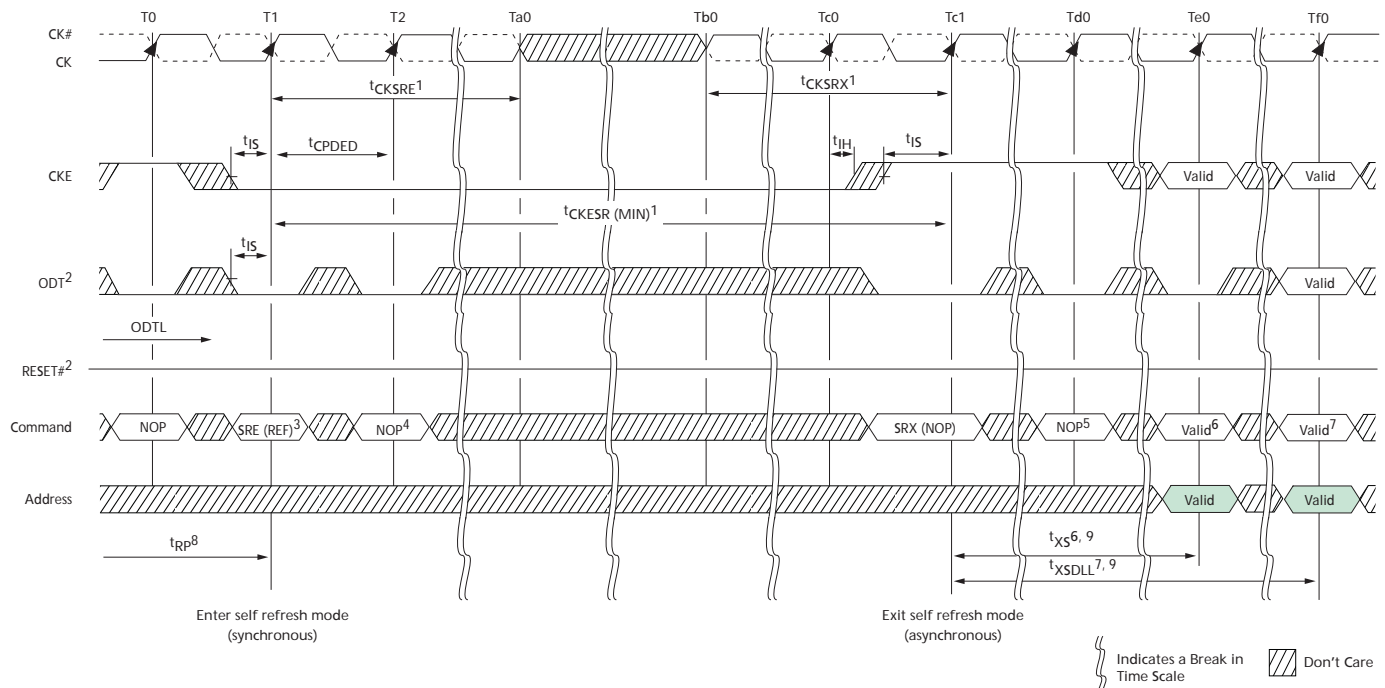 T0 T1 T2 Ta0 Tb0 Tc0 Tc1 Td0 Te0 Tf0
CK#
CK
tCKSRE1 tCKSRX1
tIS tCPDED tIH tIS
CKE Valid Valid
tCKESR (MIN)1
tIS
ODT2 Valid
ODTL
RESET#2
Command NOP SRE (REF)3 NOP4 SRX (NOP) NOP5 Valid6 Valid7
Address Valid Valid
tRP8 tXS6, 9
tXSDLL7, 9
Enter self refresh mode
(synchronous)
Exit self refresh mode
(asynchronous)
Indicates a Break in
Time Scale
Don't Care